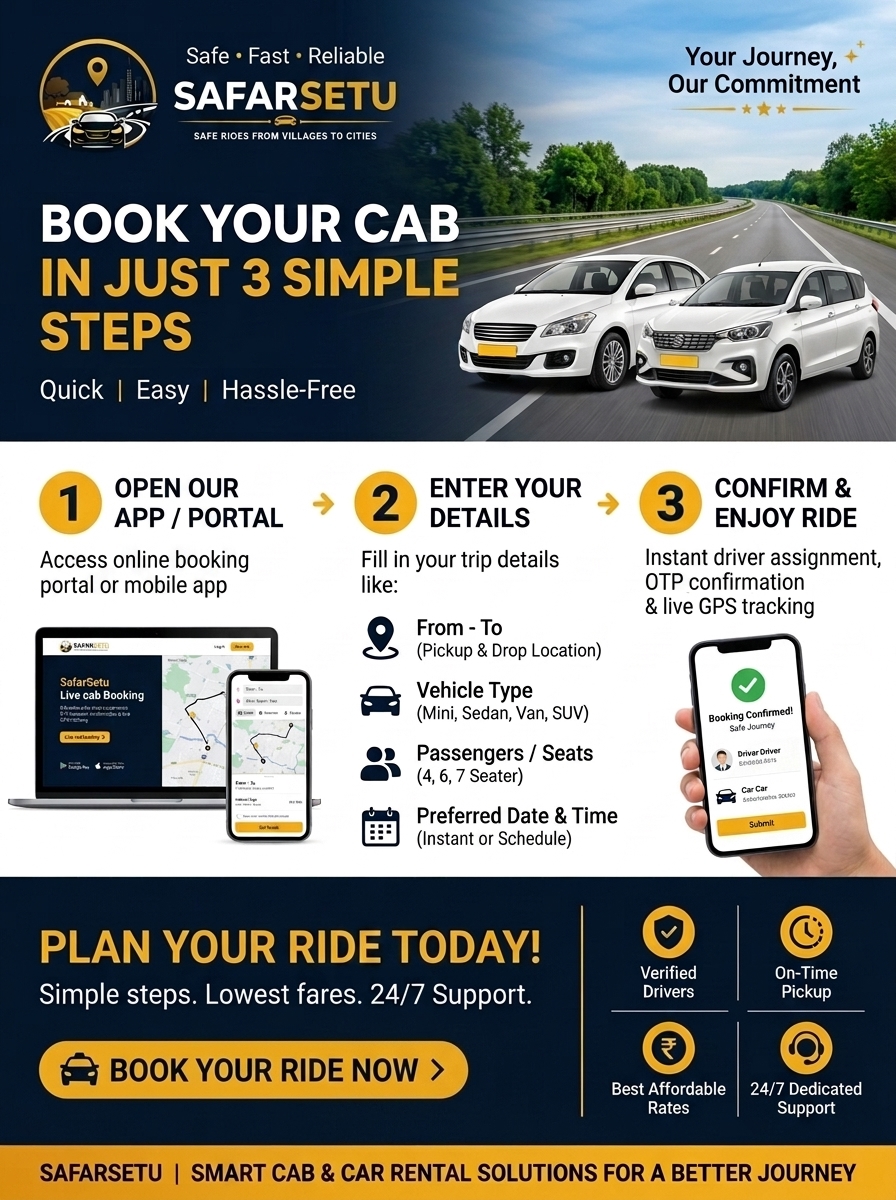 Safe • Fast • Reliable
SAFARSETU
SAFE RIDES FROM VILLAGES TO CITIES
Your Journey,
Our Commitment
BOOK YOUR CAB
IN JUST 3 SIMPLE
STEPS
Quick | Easy | Hassle-Free
1 OPEN OUR
APP / PORTAL
Access online booking
portal or mobile app
SafarSetu
Live cab Booking
2 ENTER YOUR
DETAILS
Fill in your trip details
like:
From - To
(Pickup & Drop Location)
Vehicle Type
(Mini, Sedan, Van, SUV)
Passengers / Seats
(4, 6, 7 Seater)
Preferred Date & Time
(Instant or Schedule)
3 CONFIRM &
ENJOY RIDE
Instant driver assignment,
OTP confirmation
& live GPS tracking
Booking Confirmed!
Safe Journey
Drivar Driver
Car Car
Submit
PLAN YOUR RIDE TODAY!
Simple steps. Lowest fares. 24/7 Support.
BOOK YOUR RIDE NOW >
Verified
Drivers
On-Time
Pickup
₹
Best Affordable
Rates
24/7 Dedicated
Support
SAFARSETU | SMART CAB & CAR RENTAL SOLUTIONS FOR A BETTER JOURNEY